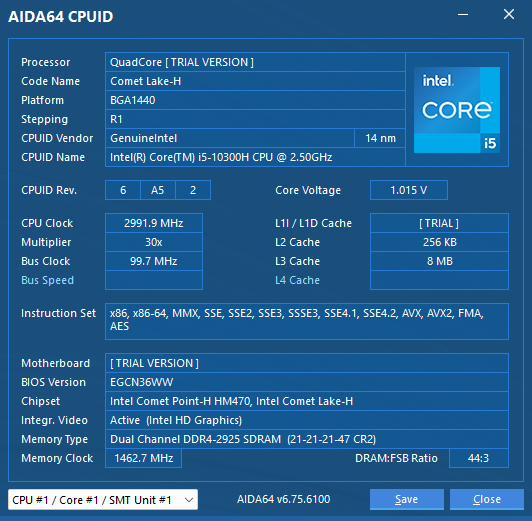 AIDA64 CPUID
Processor QuadCore [ TRIAL VERSION ]
Code Name Comet Lake-H
Platform BGA1440
Stepping R1
CPUID Vendor GenuineIntel 14 nm
CPUID Name Intel(R) Core(TM) i5-10300H CPU @ 2.50GHz
intel.
CORE
i5
CPUID Rev. 6 A5 2 Core Voltage 1.015 V
CPU Clock 2991.9 MHz L1I / L1D Cache [ TRIAL ]
Multiplier 30x L2 Cache 256 KB
Bus Clock 99.7 MHz L3 Cache 8 MB
Bus Speed L4 Cache
Instruction Set x86, x86-64, MMX, SSE, SSE2, SSE3, SSSE3, SSE4.1, SSE4.2, AVX, AVX2, FMA,
AES
Motherboard [ TRIAL VERSION ]
BIOS Version EGCN36WW
Chipset Intel Comet Point-H HM470, Intel Comet Lake-H
Integr. Video Active (Intel HD Graphics)
Memory Type Dual Channel DDR4-2925 SDRAM (21-21-21-47 CR2)
Memory Clock 1462.7 MHz DRAM:FSB Ratio 44:3
CPU #1 / Core #1 / SMT Unit #1 AIDA64 v6.75.6100 Save Close